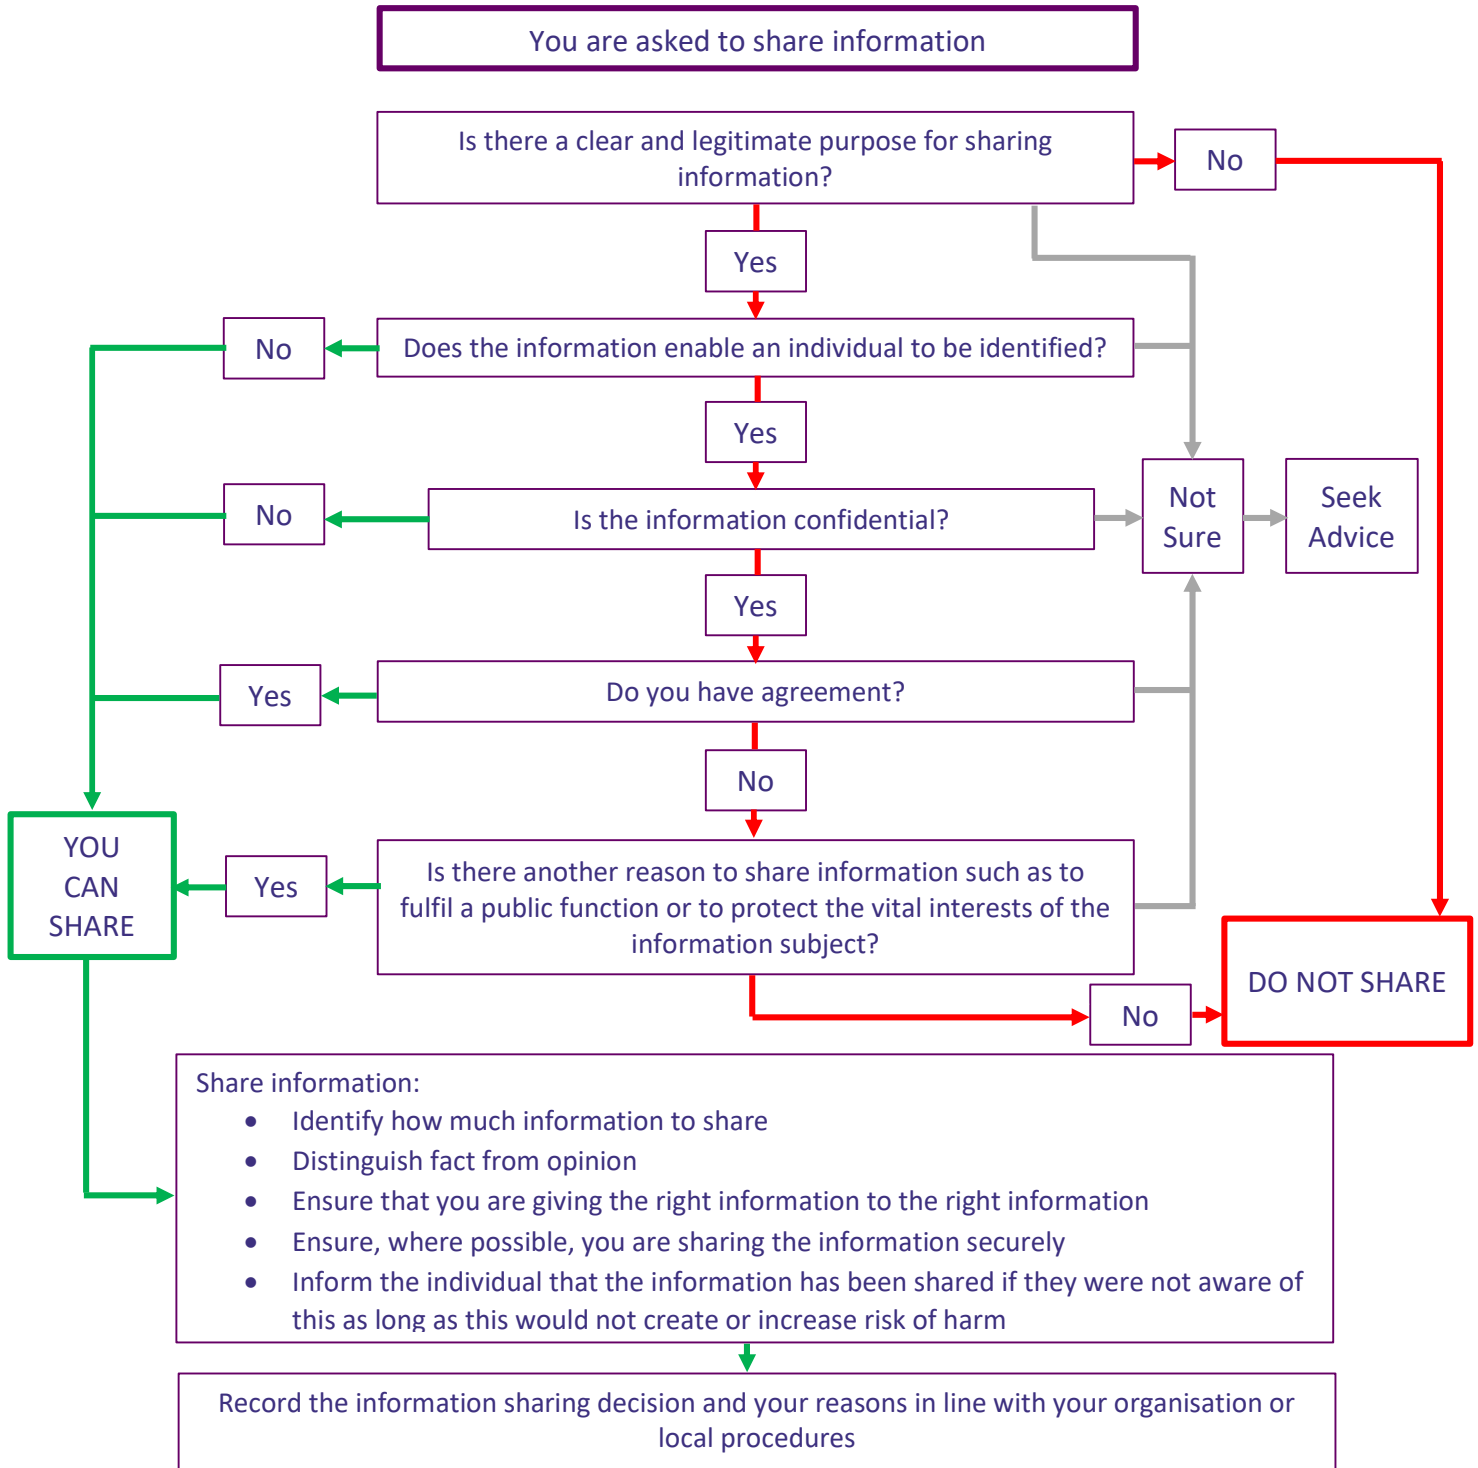 You are asked to share information
Is there a clear and legitimate purpose for sharing
information?
No
Yes
No
Does the information enable an individual to be identified?
Yes
No
Is the information confidential?
Not
Sure
Seek
Advice
Yes
Yes
Do you have agreement?
No
YOU
CAN
SHARE
Yes
Is there another reason to share information such as to
fulfil a public function or to protect the vital interests of the
information subject?
DO NOT SHARE
No
Share information:
• Identify how much information to share
• Distinguish fact from opinion
• Ensure that you are giving the right information to the right information
• Ensure, where possible, you are sharing the information securely
• Inform the individual that the information has been shared if they were not aware of
this as long as this would not create or increase risk of harm
Record the information sharing decision and your reasons in line with your organisation or
local procedures